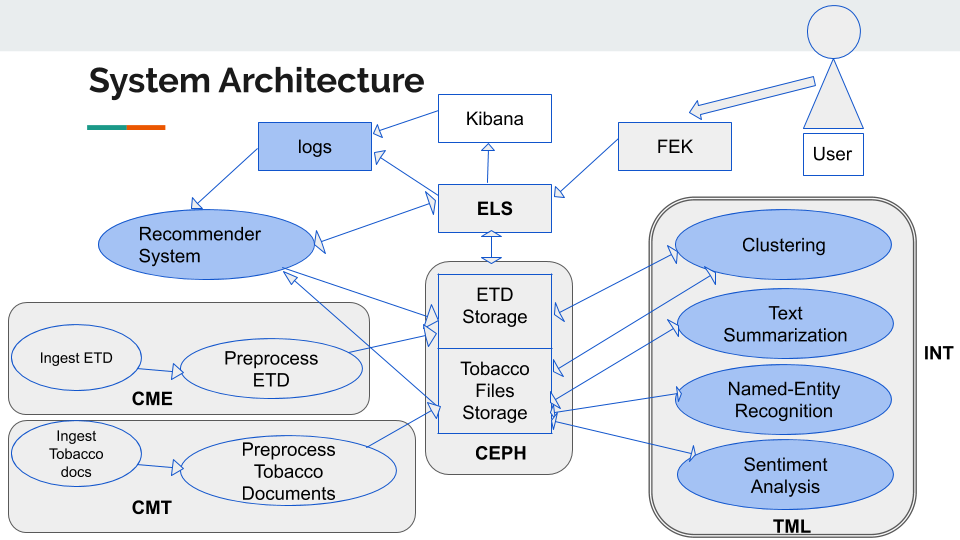 System Architecture
Kibana
logs
FEK
User
ELS
Recommender
System
Clustering
ETD
Storage
Text
Summarization
INT
Ingest ETD
Preprocess
ETD
CME
Tobacco
Files
Storage
Named-Entity
Recognition
CEPH
Ingest
Tobacco
docs
Preprocess
Tobacco
Documents
CMT
Sentiment
Analysis
TML